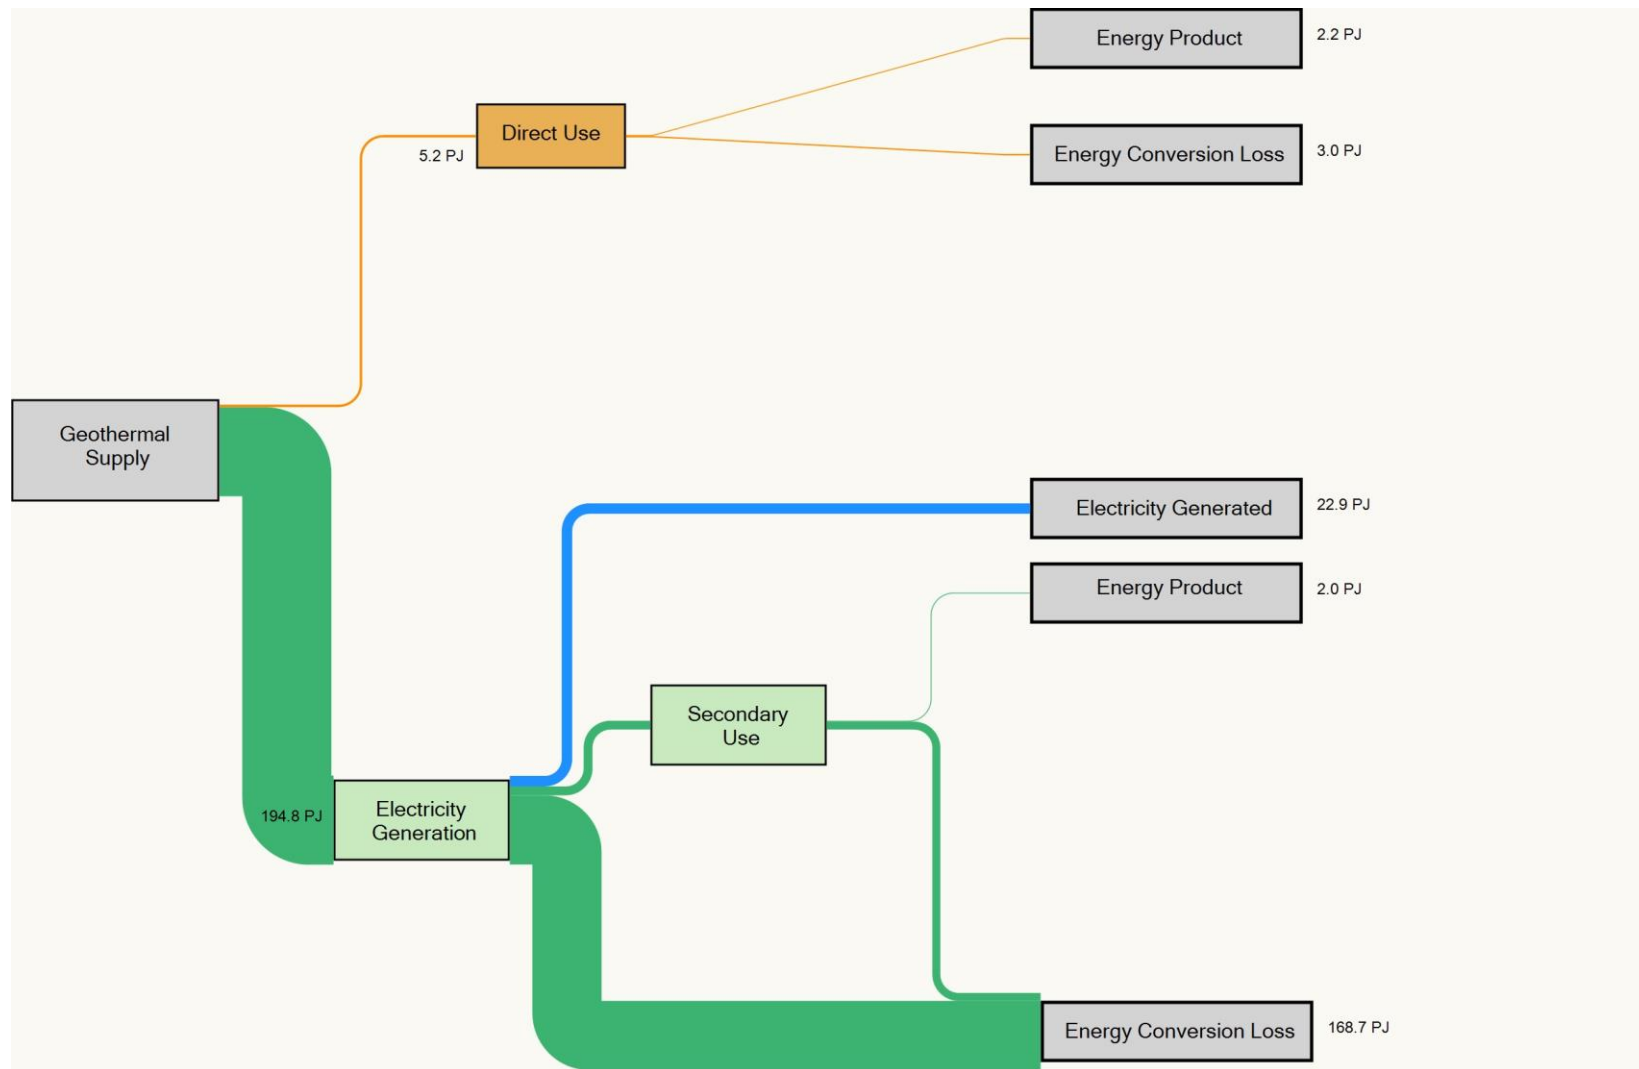 Energy Product
2.2 PJ
Direct Use
5.2 PJ
Energy Conversion Loss
3.0 PJ
Geothermal
Supply
Electricity Generated
22.9 PJ
Energy Product
2.0 PJ
Secondary
Use
194.8 PJ
Electricity
Generation
Energy Conversion Loss
168.7 PJ